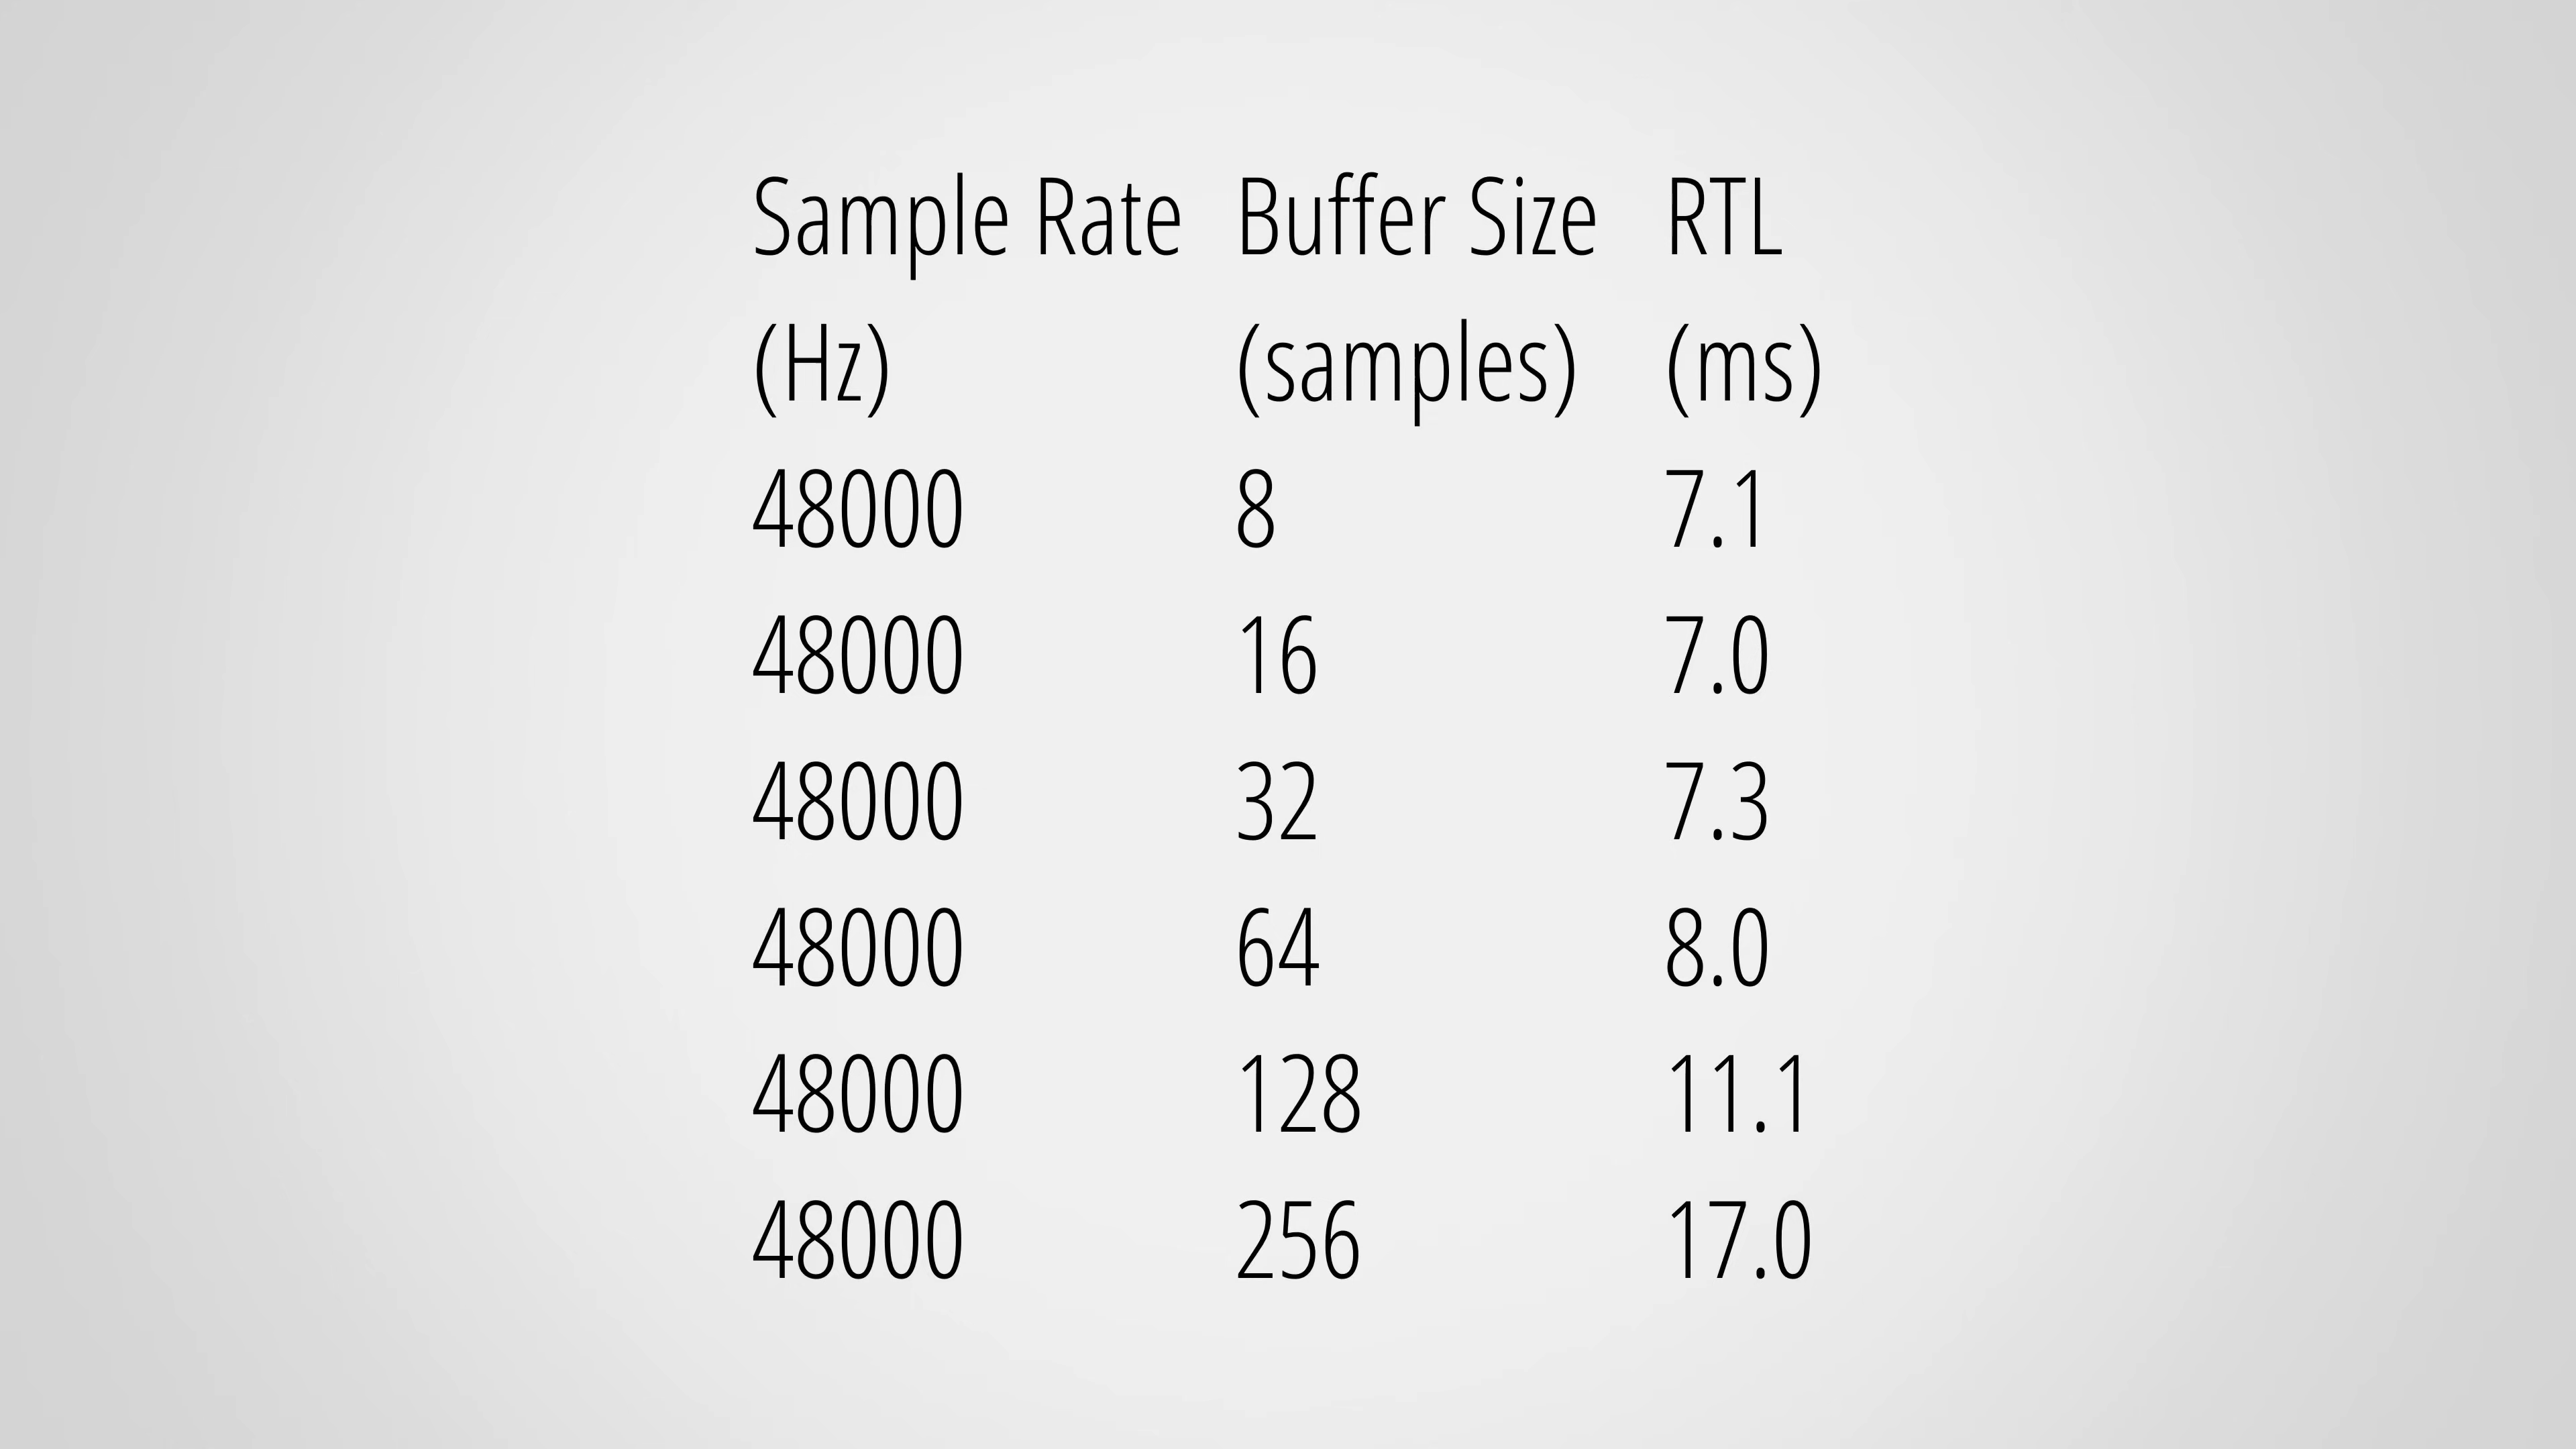 Sample Rate Buffer Size RTL
(Hz) (samples) (ms)
48000 8 7.1
48000 16 7.0
48000 32 7.3
48000 64 8.0
48000 128 11.1
48000 256 17.0